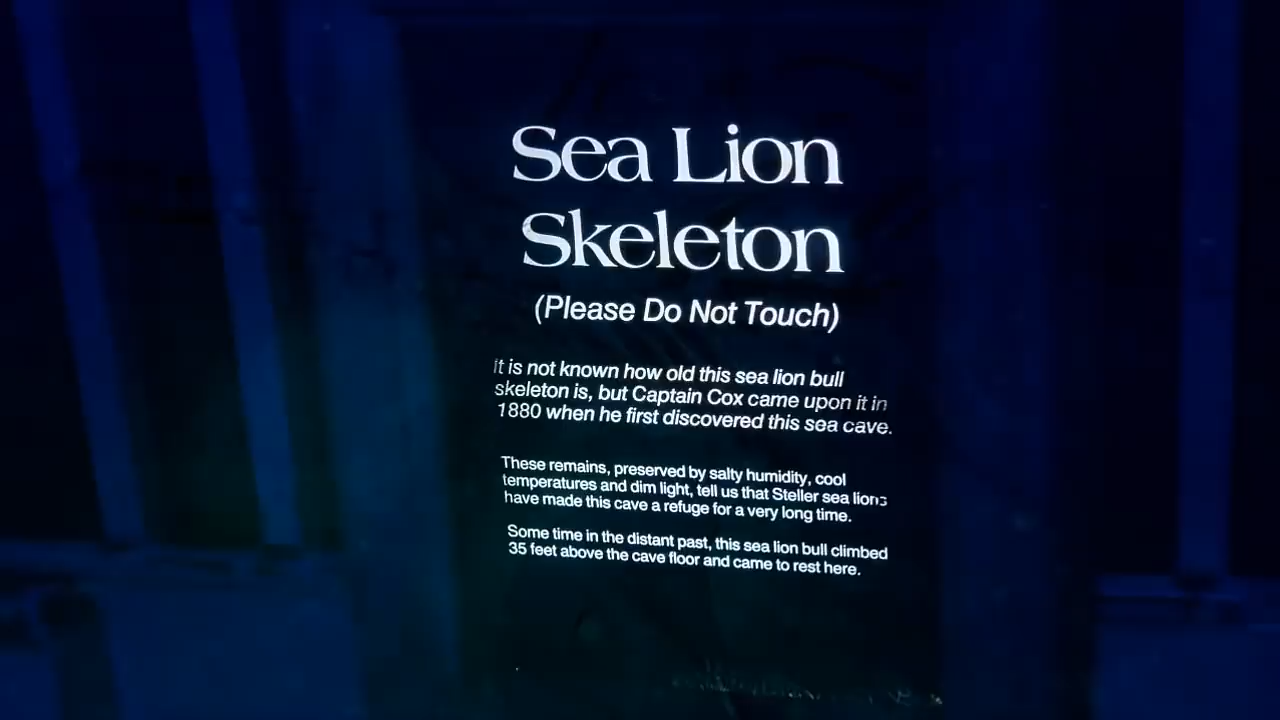 Sea Lion
Skeleton
(Please Do Not Touch)
It is not known how old this sea lion bull
skeleton is, but Captain Cox came upon it in
1880 when he first discovered this sea cave.
These remains, preserved by salty humidity, cool
temperatures and dim light, tell us that Steller sea lions
have made this cave a refuge for a very long time.
Some time in the distant past, this sea lion bull climbed
35 feet above the cave floor and came to rest here.